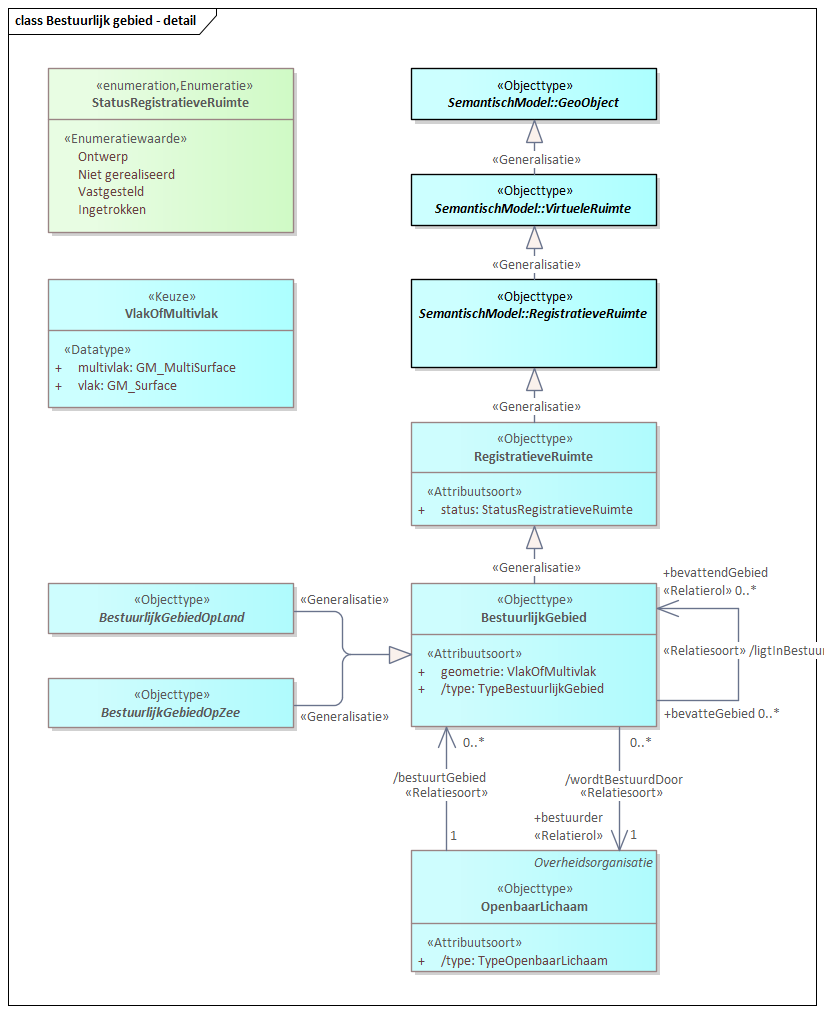 class Bestuurlijk gebied - detail
«enumeration,Enumeratie»
StatusRegistratieveRuimte
«Enumeratiewaarde»
Ontwerp
Niet gerealiseerd
Vastgesteld
Ingetrokken
«Keuze»
VlakOfMultivlak
«Datatype»
+ multivlak: GM_MultiSurface
+ vlak: GM_Surface
«Objecttype»
SemantischModel::GeoObject
«Generalisatie»
«Objecttype»
SemantischModel::VirtueleRuimte
«Generalisatie»
«Objecttype»
SemantischModel::RegistratieveRuimte
«Generalisatie»
«Objecttype»
RegistratieveRuimte
«Attribuutsoort»
+ status: StatusRegistratieveRuimte
«Generalisatie»
«Objecttype»
BestuurlijkGebiedOpLand
«Generalisatie»
«Objecttype»
BestuurlijkGebiedOpZee
«Generalisatie»
«Objecttype»
BestuurlijkGebied
«Attribuutsoort»
+ geometrie: VlakOfMultivlak
+ /type: TypeBestuurlijkGebied
+bevattendGebied
«Relatierol» 0..*
«Relatiesoort» /ligtInBestuur
+bevatteGebied 0..*
0..*
/bestuurtGebied
«Relatiesoort»
1
0..*
/wordtBestuurdDoor
«Relatiesoort»
+bestuurder
«Relatierol» 1
Overheidsorganisatie
«Objecttype»
OpenbaarLichaam
«Attribuutsoort»
+ /type: TypeOpenbaarLichaam